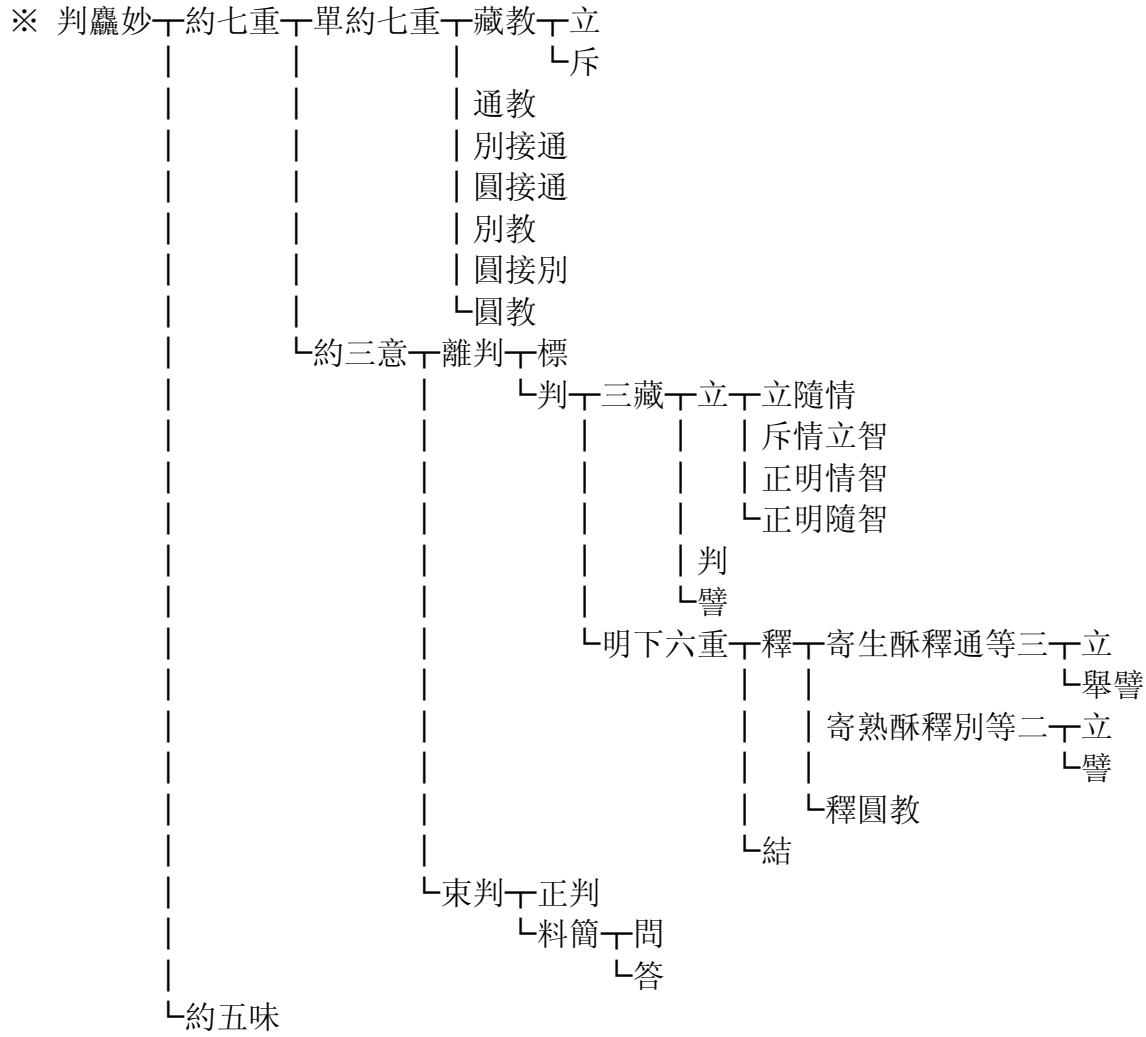 ※ 判麤妙┬約七重┬單約七重┬藏教┬立
└斥
通教
別接通
圓接通
別教
圓接別
└圓教
└約三意┬離判┬標
└判┬三藏┬立┬立隨情
斥情立智
正明情智
└正明隨智
判
└譬
└明下六重┬釋┬寄生酥釋通等三┬立
└舉譬
寄熟酥釋別等二┬立
└譬
└釋圓教
└結
└束判┬正判
└料簡┬問
└答
└約五味